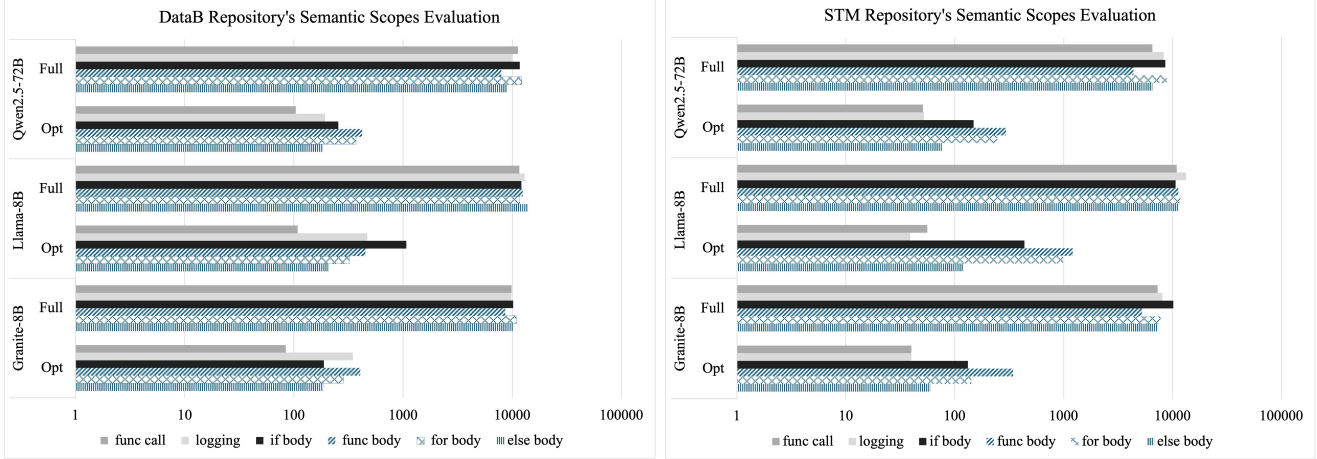 DataB Repository's Semantic Scopes Evaluation
Qwen2.5-72B
Full
Opt
Llama-8B
Full
Opt
Granite-8B
Full
Opt
1 10 100 1000 10000 100000
func call logging if body func body for body else body
STM Repository's Semantic Scopes Evaluation
Qwen2.5-72B
Full
Opt
Llama-8B
Full
Opt
Granite-8B
Full
Opt
1 10 100 1000 10000 100000
func call logging if body func body for body else body